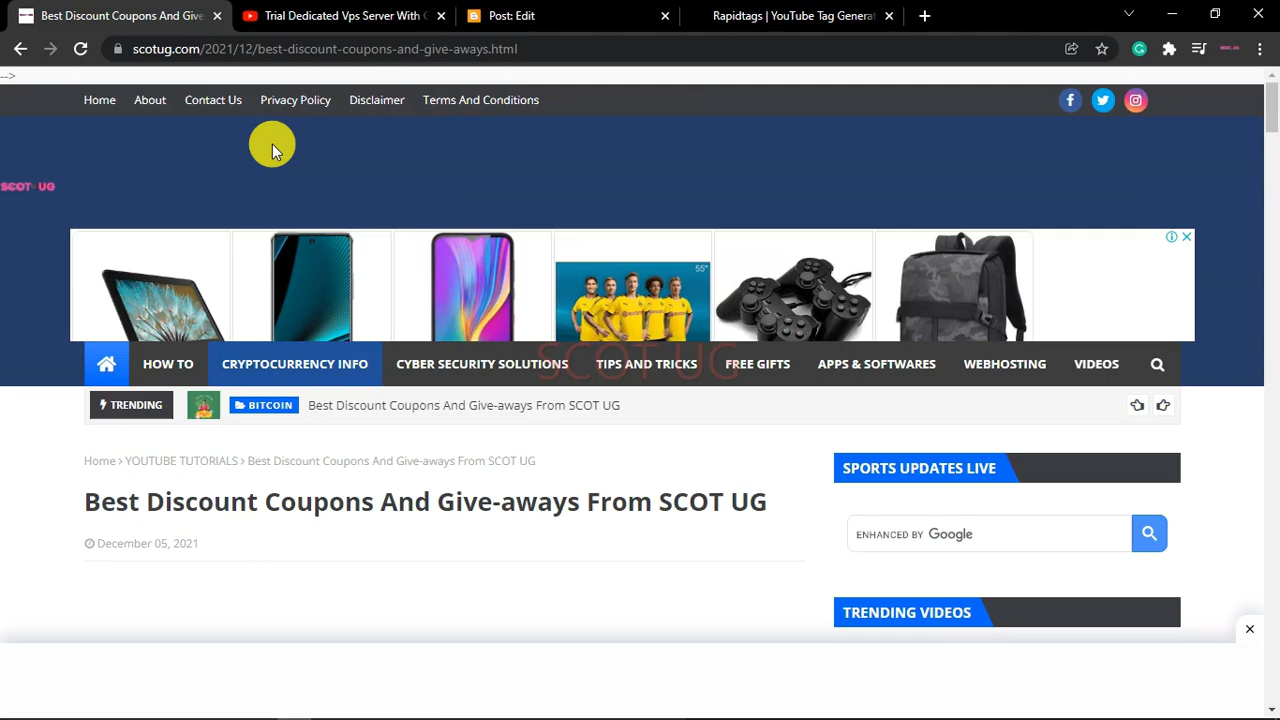 Best Discount Coupons And Give
Trial Dedicated Vps Server With G
Post: Edit
Rapidtags | YouTube Tag Generat
scotug.com/2021/12/best-discount-coupons-and-give-aways.html
-->
Home About Contact Us Privacy Policy Disclaimer Terms And Conditions
SCOT UG
55"
HOW TO CRYPTOCURRENCY INFO CYBER SECURITY SOLUTIONS TIPS AND TRICKS FREE GIFTS APPS & SOFTWARES WEBHOSTING VIDEOS
SCOT UG
TRENDING BITCOIN Best Discount Coupons And Give-aways From SCOT UG
Home > YOUTUBE TUTORIALS > Best Discount Coupons And Give-aways From SCOT UG
Best Discount Coupons And Give-aways From SCOT UG
December 05, 2021
SPORTS UPDATES LIVE
ENHANCED BY Google
TRENDING VIDEOS